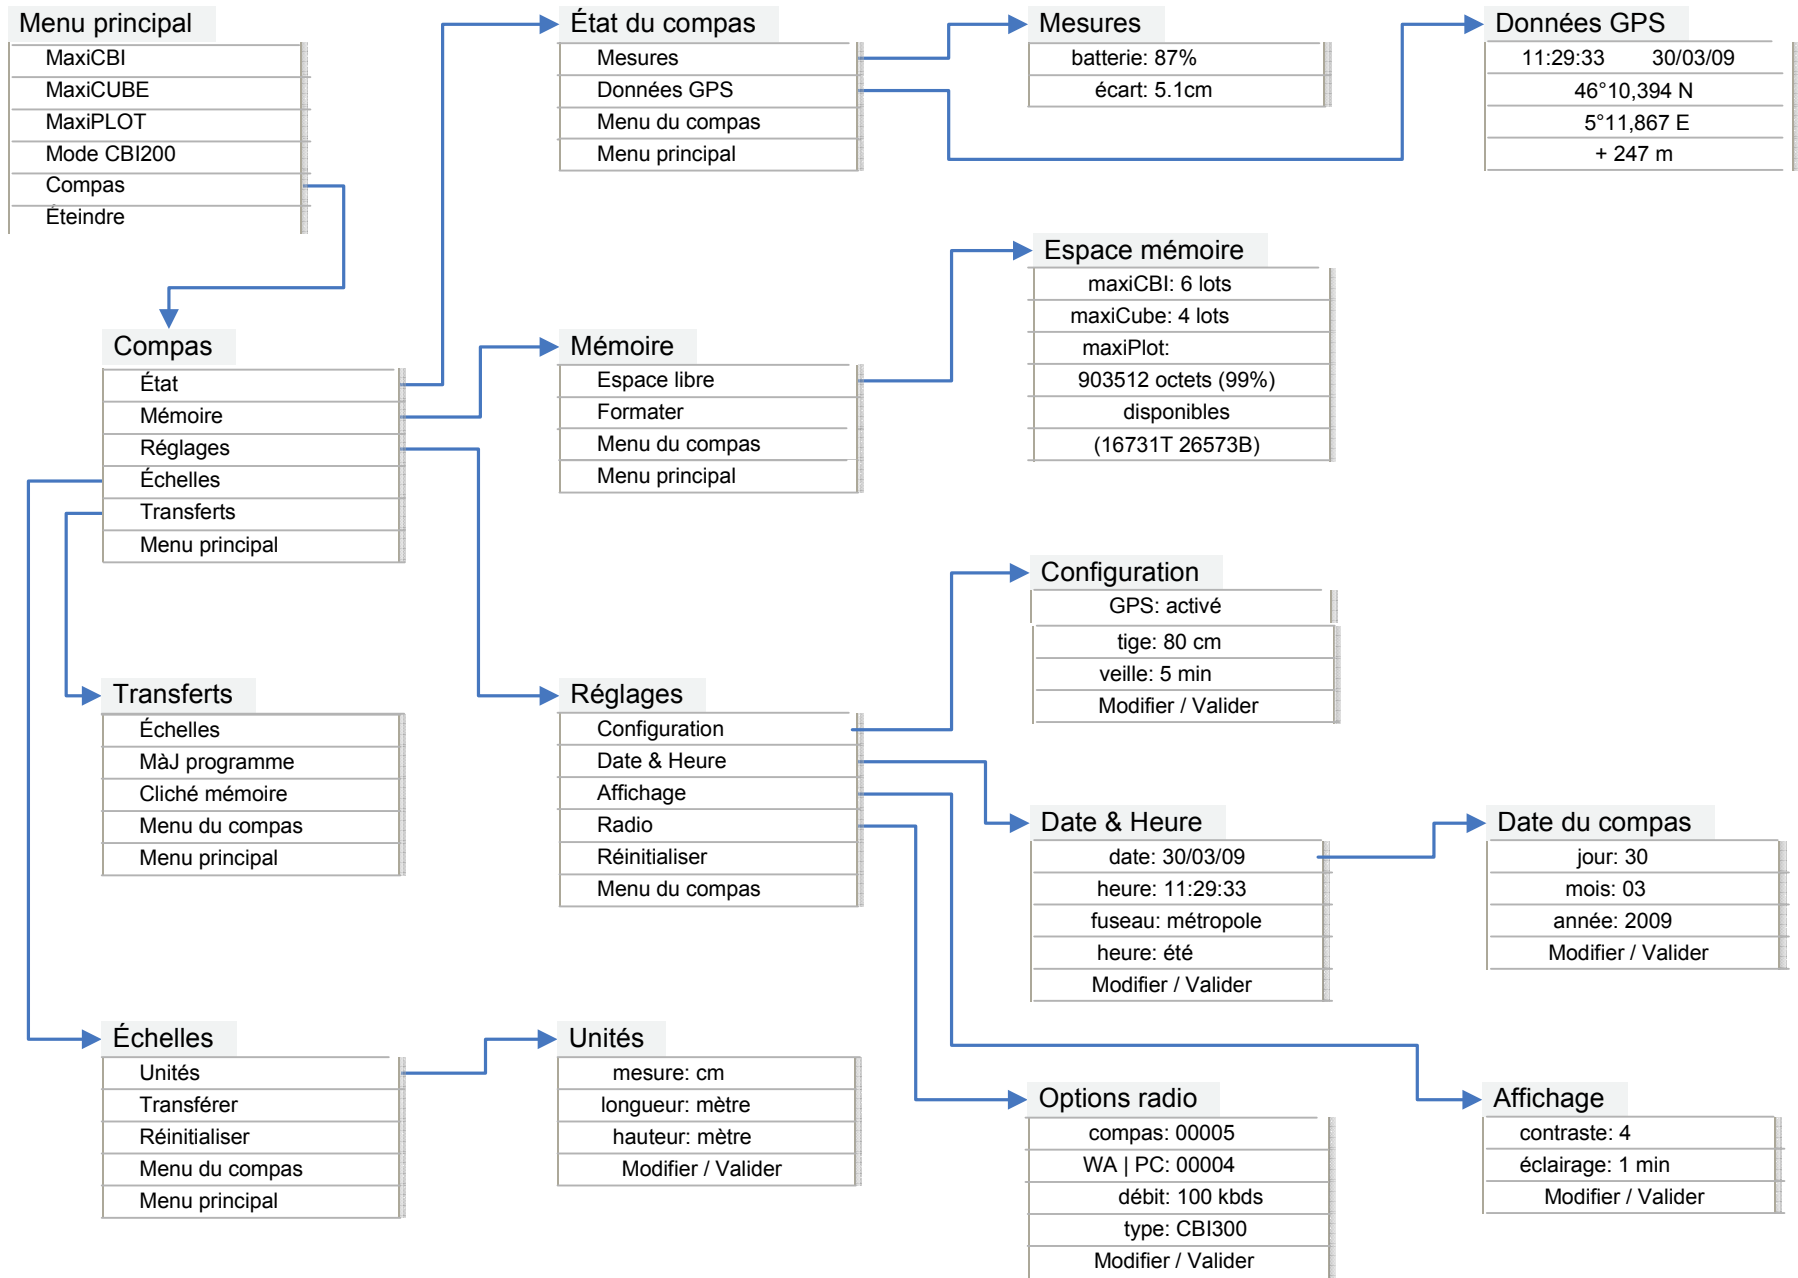 Menu principal
MaxiCBI
MaxiCUBE
MaxiPLOT
Mode CBI200
Compas
Éteindre
État du compas
Mesures
Données GPS
Menu du compas
Menu principal
Mesures
batterie: 87%
écart: 5.1cm
Données GPS
11:29:33 30/03/09
46°10,394 N
5°11,867 E
+ 247 m
Compas
État
Mémoire
Réglages
Échelles
Transferts
Menu principal
Mémoire
Espace libre
Formater
Menu du compas
Menu principal
Espace mémoire
maxiCBI: 6 lots
maxiCube: 4 lots
maxiPlot:
903512 octets (99%)
disponibles
(16731T 26573B)
Transferts
Échelles
MàJ programme
Cliché mémoire
Menu du compas
Menu principal
Réglages
Configuration
Date & Heure
Affichage
Radio
Réinitialiser
Menu du compas
Configuration
GPS: activé
tige: 80 cm
veille: 5 min
Modifier / Valider
Date & Heure
date: 30/03/09
heure: 11:29:33
fuseau: métropole
heure: été
Modifier / Valider
Date du compas
jour: 30
mois: 03
année: 2009
Modifier / Valider
Échelles
Unités
Transférer
Réinitialiser
Menu du compas
Menu principal
Unités
mesure: cm
longueur: mètre
hauteur: mètre
Modifier / Valider
Options radio
compas: 00005
WA | PC: 00004
débit: 100 kbds
type: CBI300
Modifier / Valider
Affichage
contraste: 4
éclairage: 1 min
Modifier / Valider